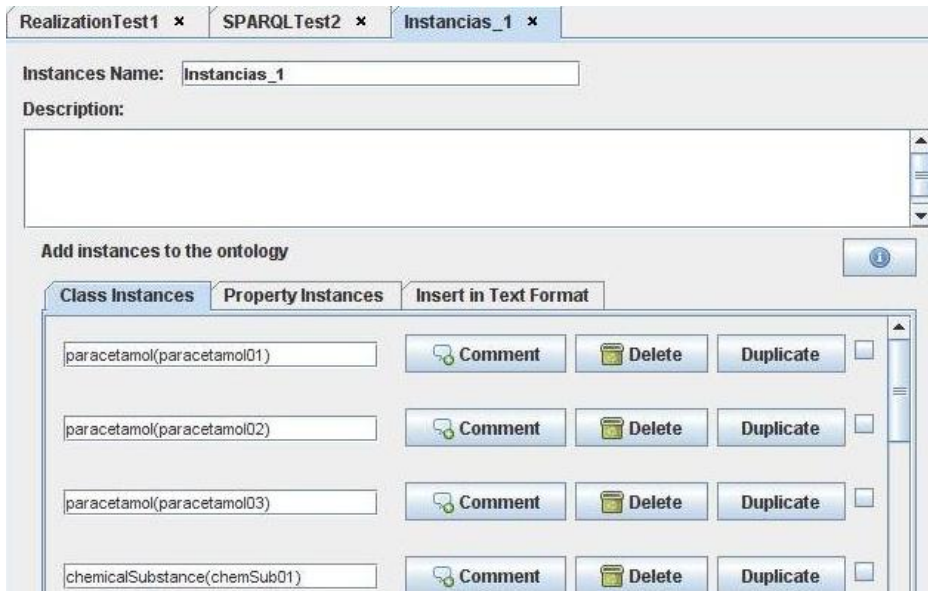 RealizationTest1 × SPARQLTest2 × Instancias_1 ×
Instances Name: Instancias_1
Description:
Add instances to the ontology
Class Instances Property Instances Insert in Text Format
paracetamol(paracetamol01) Comment Delete Duplicate
paracetamol(paracetamol02) Comment Delete Duplicate
paracetamol(paracetamol03) Comment Delete Duplicate
chemicalSubstance(chemSub01) Comment Delete Duplicate